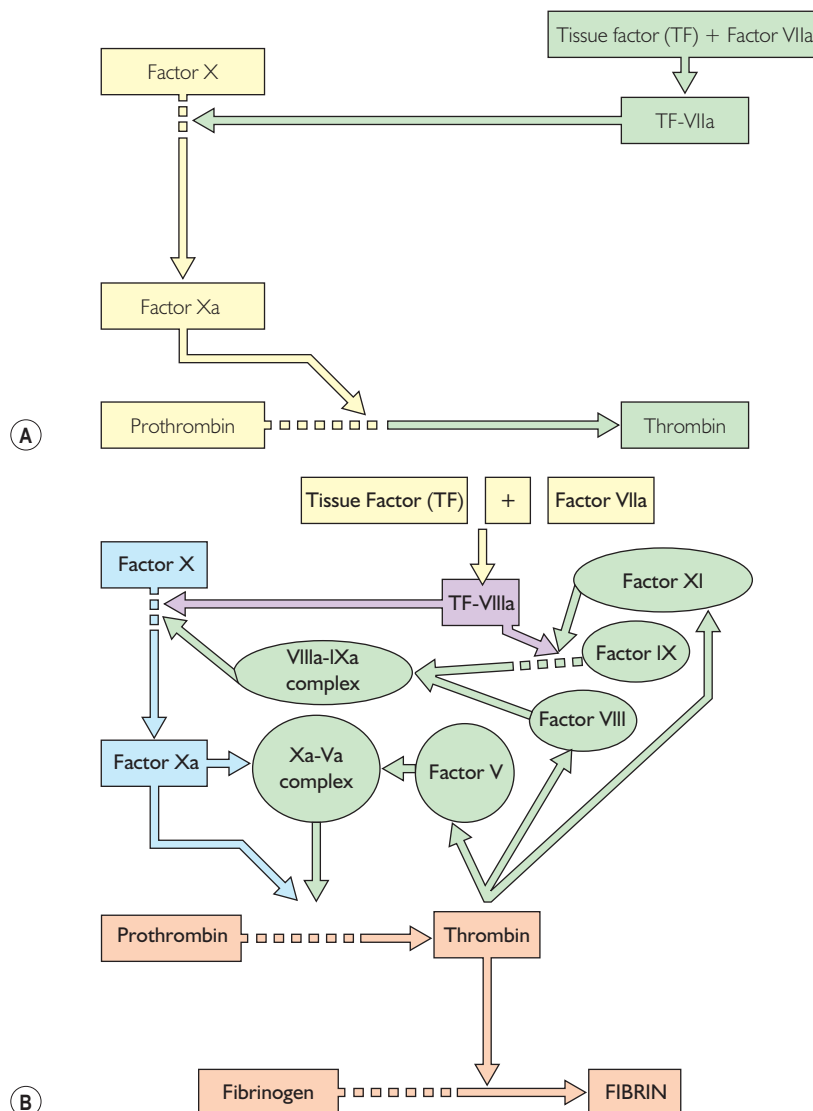 Tissue factor (TF) + Factor VIIa
Factor X
TF-VIIa
Factor Xa
Prothrombin
Thrombin
A
Tissue Factor (TF)
+
Factor VIIa
Factor X
TF-VIIIa
Factor XI
Factor IX
VIIIa-IXa
complex
Factor VIII
Factor Xa
Xa-Va
complex
Factor V
Prothrombin
Thrombin
Fibrinogen
FIBRIN
B